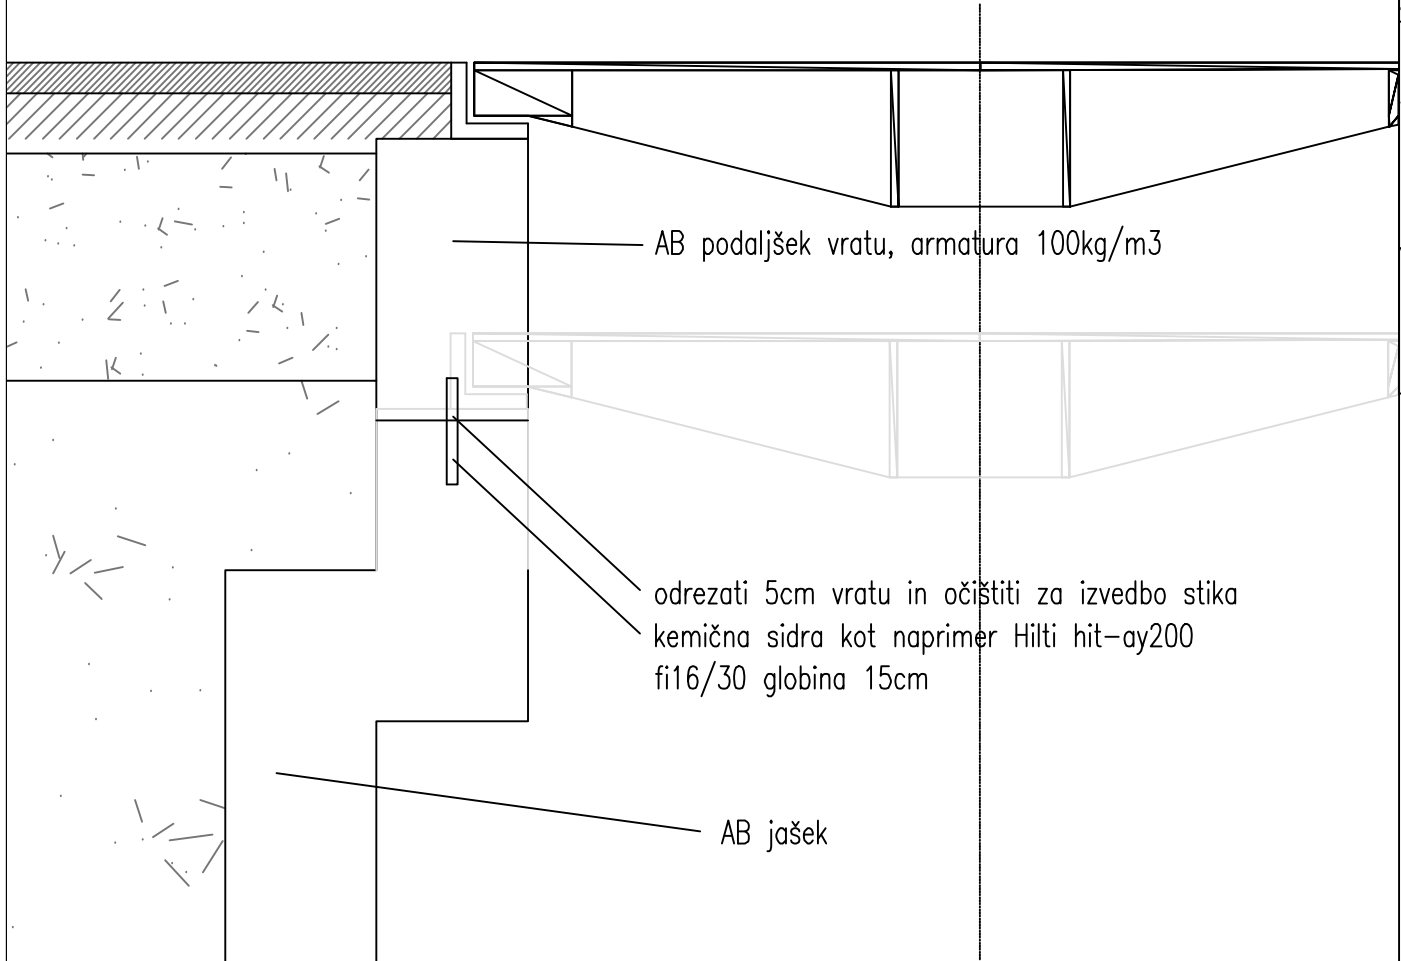 AB podaljšek vratu, armatura 100kg/m3
odrezati 5cm vratu in očistiti za izvedbo stika
kemična sidra kot naprimer Hilti hit-ay200
fi16/30 globina 15cm
AB jašek